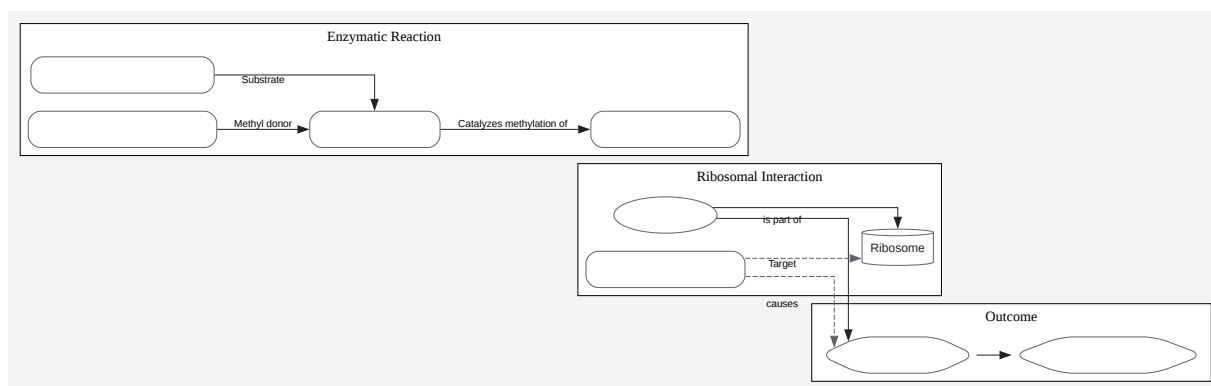 Enzymatic Reaction
Substrate
Methyl donor
Catalyzes methylation of
Ribosomal Interaction
is part of
Ribosome
Target
causes
Outcome